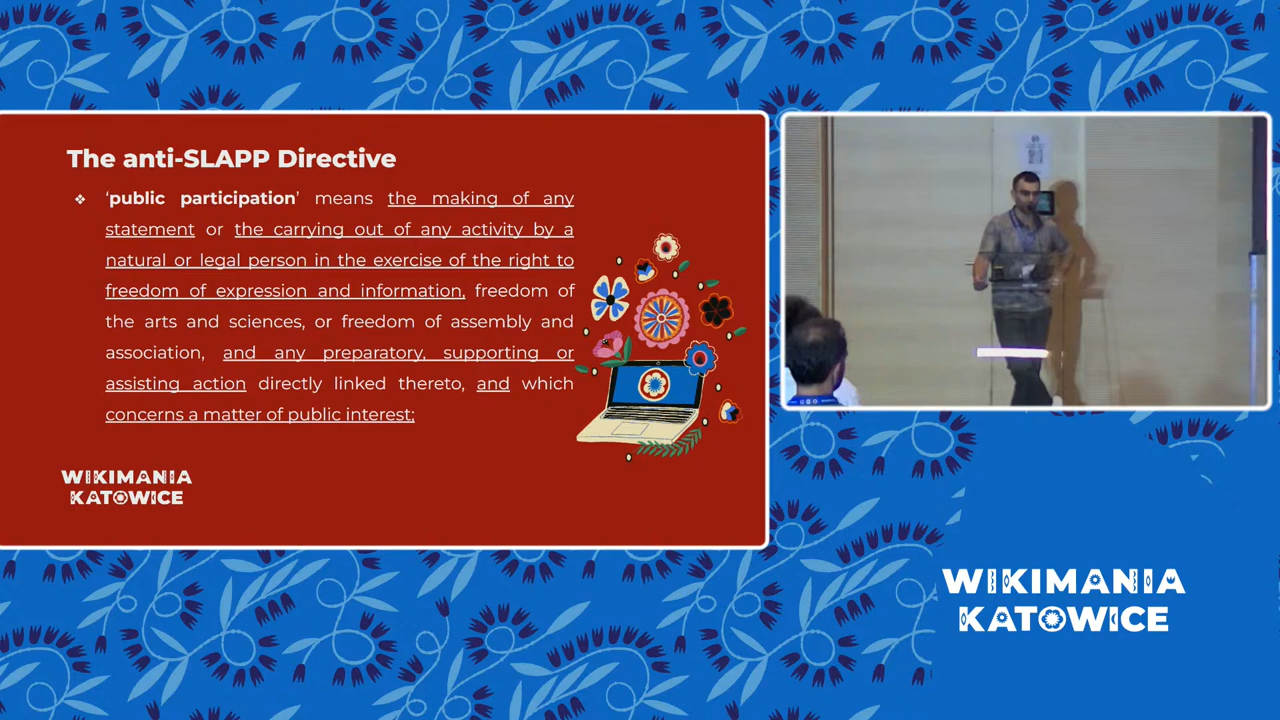 The anti-SLAPP Directive
❖ ‘public participation’ means the making of any
statement or the carrying out of any activity by a
natural or legal person in the exercise of the right to
freedom of expression and information, freedom of
the arts and sciences, or freedom of assembly and
association, and any preparatory, supporting or
assisting action directly linked thereto, and which
concerns a matter of public interest;
WIKIMANIA
KATOWICE
WIKIMANIA
KATOWICE